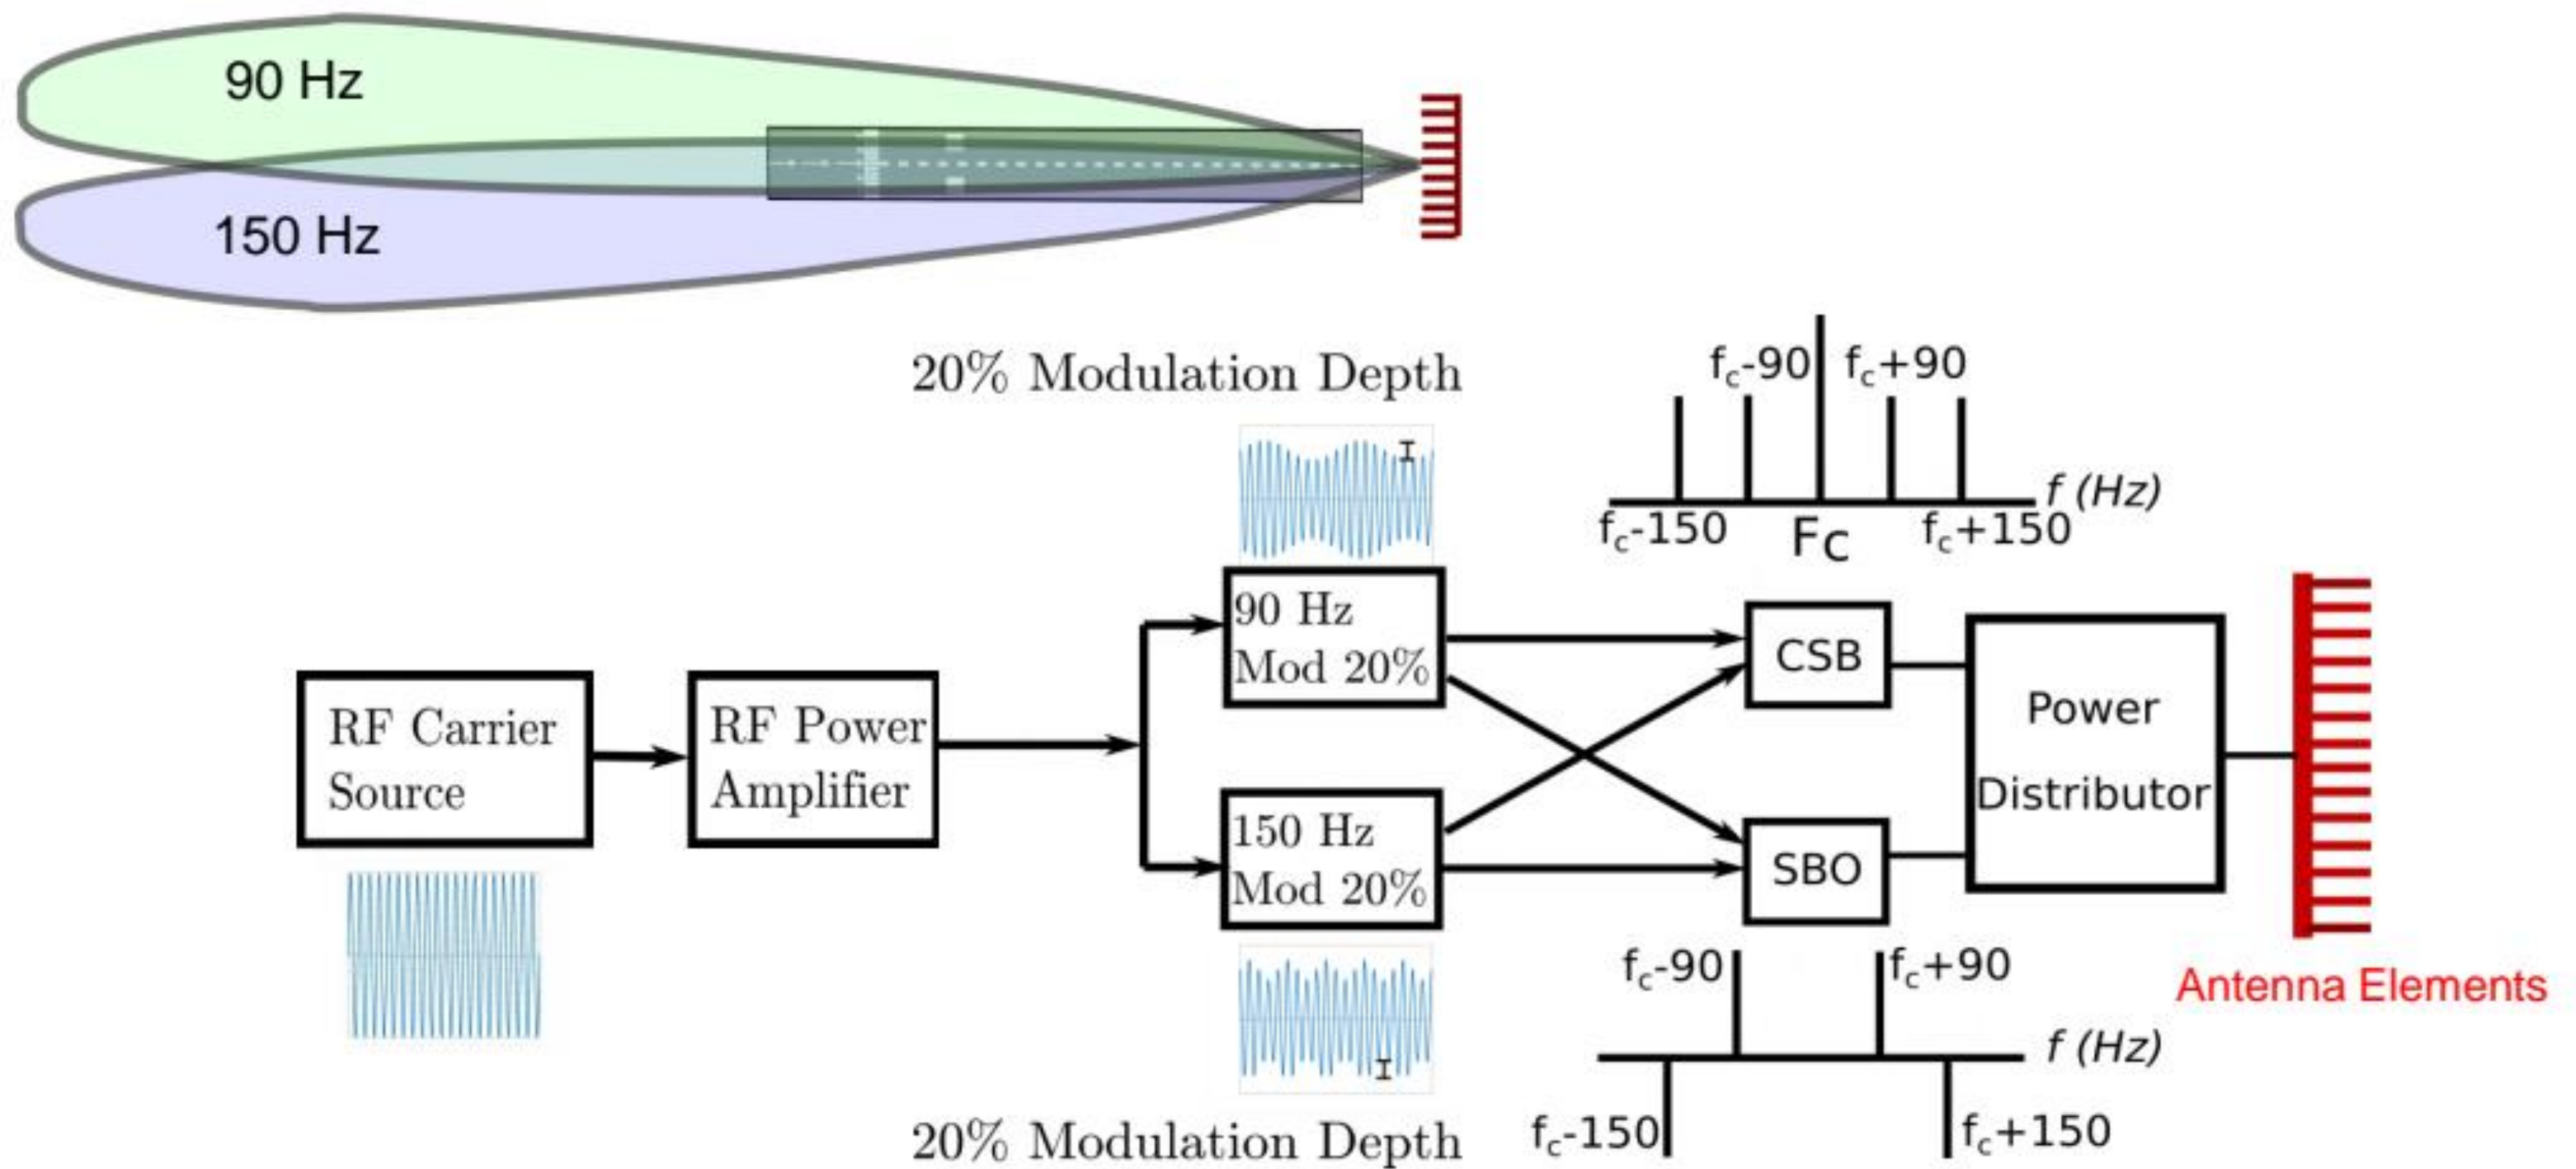 90 Hz
150 Hz
20% Modulation Depth
fc-90
fc+90
f (Hz)
fc-150
Fc
fc+150
90 Hz
Mod 20%
CSB
Power
Distributor
RF Carrier
Source
RF Power
Amplifier
150 Hz
Mod 20%
SBO
fc-90
fc+90
Antenna Elements
f (Hz)
fc-150
fc+150
20% Modulation Depth